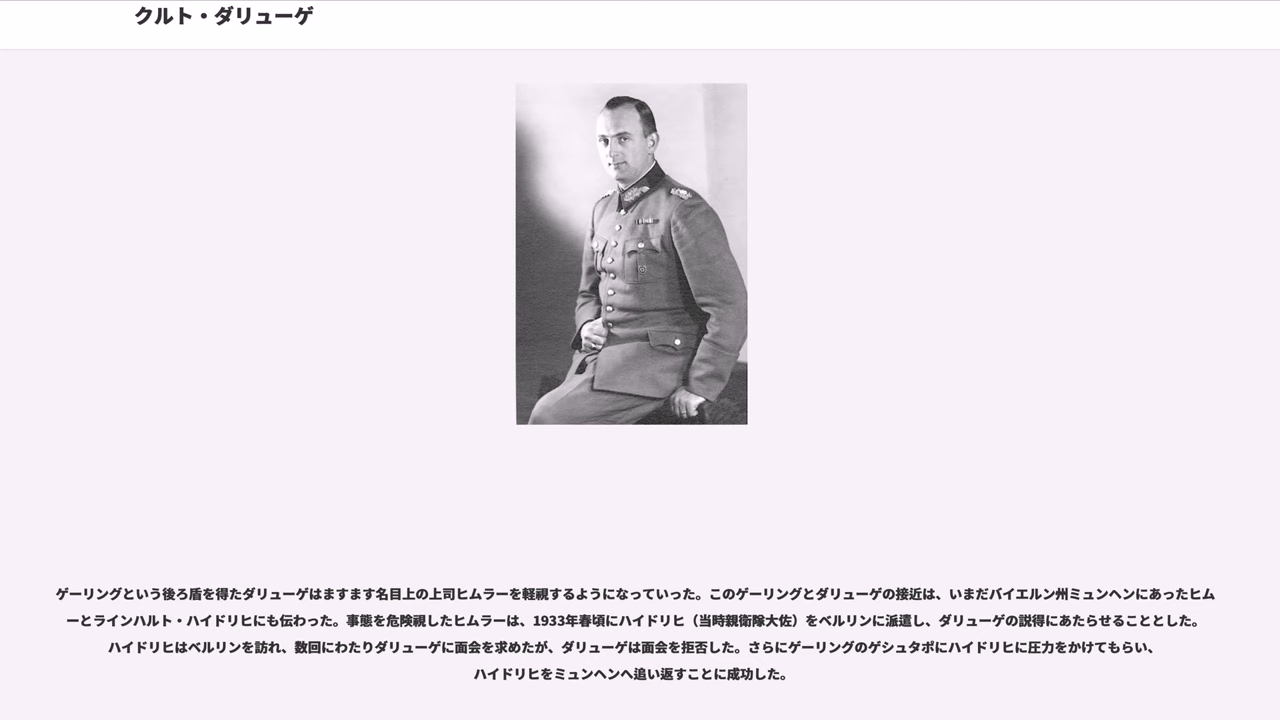 クルト・ダリューゲ
ゲーリングという後ろ盾を得たダリューゲはますます名目上の上司ヒムラーを軽視するようになっていった。このゲーリングとダリューゲの接近は、いまだバイエルン州ミュンヘンにあったヒム
ーとラインハルト・ハイドリヒにも伝わった。事態を危険視したヒムラーは、1933年春頃にハイドリヒ（当時親衛隊大佐）をベルリンに派遣し、ダリューゲの説得にあたらせることとした。
ハイドリヒはベルリンを訪れ、数回にわたりダリューゲに面会を求めたが、ダリューゲは面会を拒否した。さらにゲーリングのゲシュタポにハイドリヒに圧力をかけてもらい、
ハイドリヒをミュンヘンへ追い返すことに成功した。